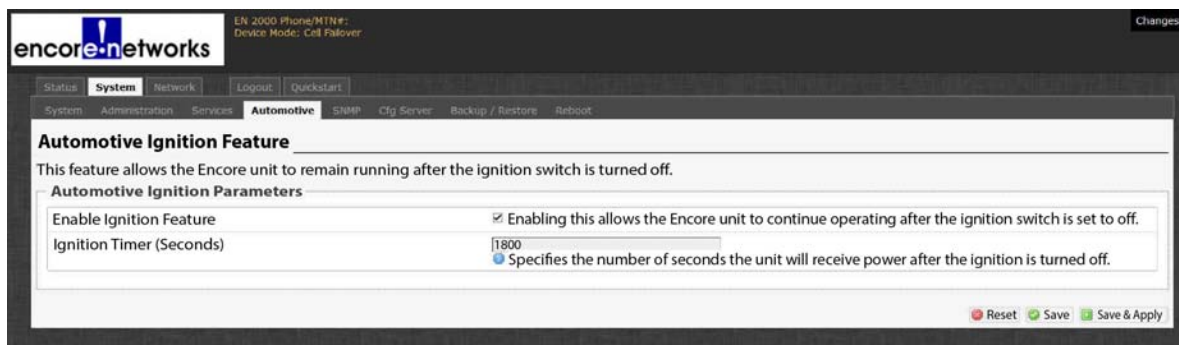 encore!networks
EN 2000 Phone/MTN#:
Device Mode: Cell Failover
Changes
Status System Network Logout Quickstart
System Administration Services Automotive SNMP Cfg Server Backup / Restore Reboot
Automotive Ignition Feature
This feature allows the Encore unit to remain running after the ignition switch is turned off.
Automotive Ignition Parameters
Enable Ignition Feature Enabling this allows the Encore unit to continue operating after the ignition switch is set to off.
Ignition Timer (Seconds) 1800
Specifies the number of seconds the unit will receive power after the ignition is turned off.
Reset Save Save & Apply